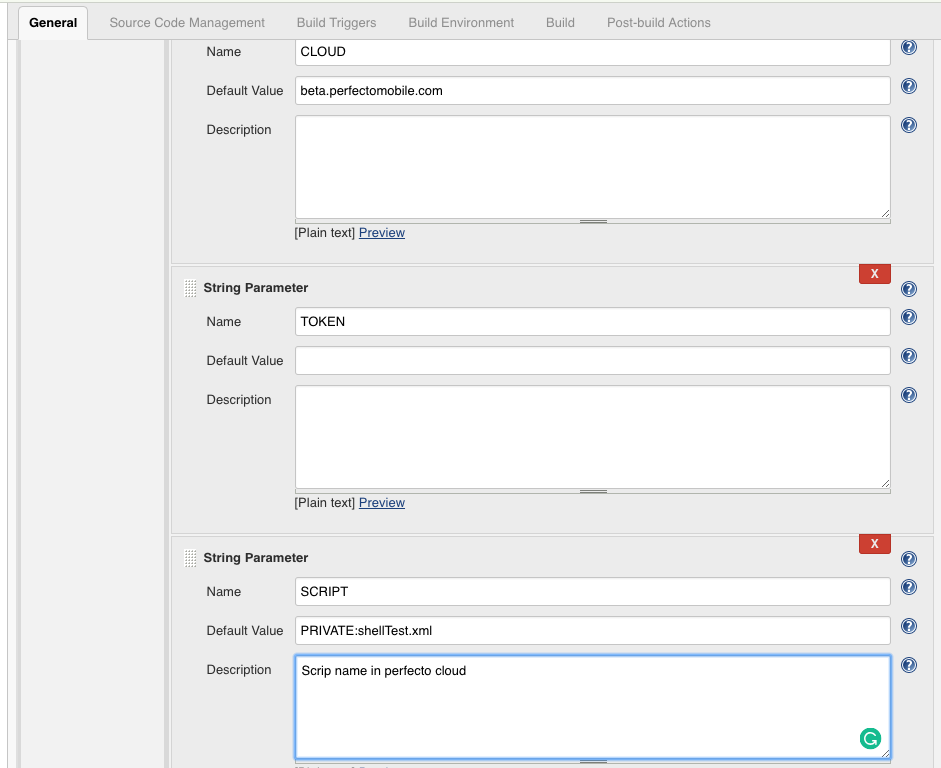 General Source Code Management Build Triggers Build Environment Build Post-build Actions
Name CLOUD
Default Value beta.perfectomobile.com
Description
[Plain text] Preview
X
String Parameter
Name TOKEN
Default Value
Description
[Plain text] Preview
X
String Parameter
Name SCRIPT
Default Value PRIVATE:shellTest.xml
Description Scrip name in perfecto cloud